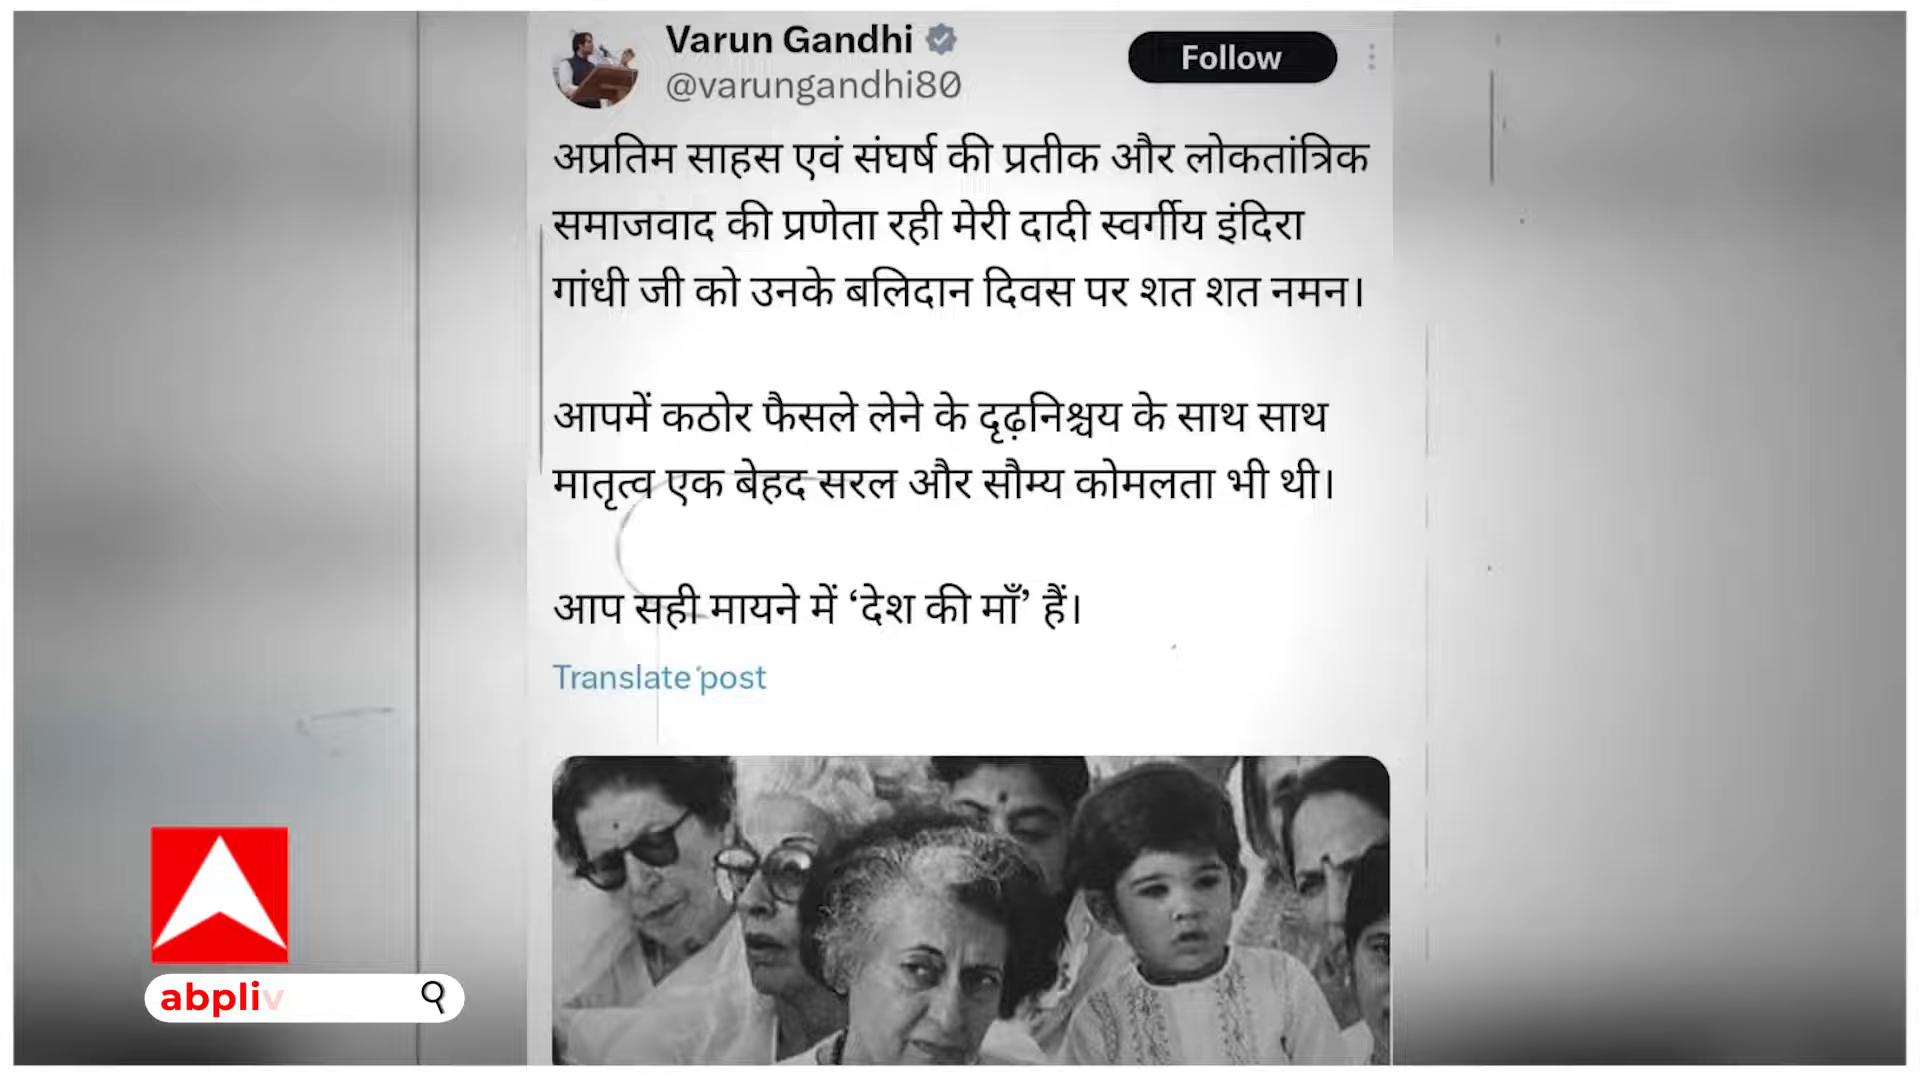 Varun Gandhi
@varungandhi80
Follow
अप्रतिम साहस एवं संघर्ष की प्रतीक और लोकतांत्रिक
समाजवाद की प्रणेता रही मेरी दादी स्वर्गीय इंदिरा
गांधी जी को उनके बलिदान दिवस पर शत शत नमन।
आपमें कठोर फैसले लेने के दृढ़निश्चय के साथ साथ
मातृत्व एक बेहद सरल और सौम्य कोमलता भी थी।
आप सही मायने में ‘देश की माँ’ हैं।
Translate post
abpliv